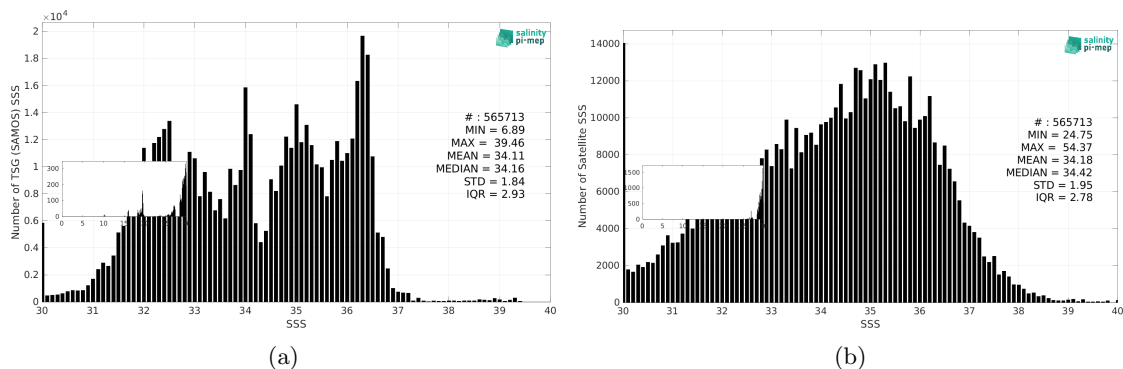 ×10⁴
2
1.8
1.6
1.4
1.2
1
0.8
0.6
0.4
0.2
0
Number of TSG (SAMOS) SSS
salinity
pi-mep
# : 565713
MIN = 6.89
MAX = 39.46
MEAN = 34.11
MEDIAN = 34.16
STD = 1.84
IQR = 2.93
300
200
100
0
0 5 10 15
30 31 32 33 34 35 36 37 38 39 40
SSS
(a)
14000
12000
10000
8000
6000
4000
2000
0
Number of Satellite SSS
salinity
pi-mep
# : 565713
MIN = 24.75
MAX = 54.37
MEAN = 34.18
MEDIAN = 34.42
STD = 1.95
IQR = 2.78
1500
1000
500
0
0 5 10 15 20 25 30
30 31 32 33 34 35 36 37 38 39 40
SSS
(b)